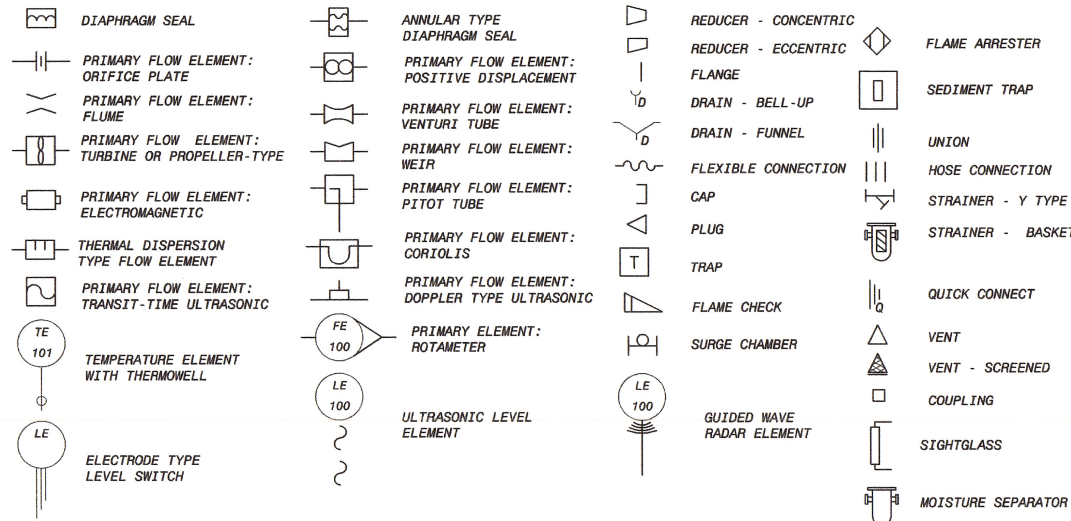 DIAPHRAGM SEAL
PRIMARY FLOW ELEMENT:
ORIFICE PLATE
PRIMARY FLOW ELEMENT:
FLUME
PRIMARY FLOW ELEMENT:
TURBINE OR PROPELLER-TYPE
PRIMARY FLOW ELEMENT:
ELECTROMAGNETIC
THERMAL DISPERSION
TYPE FLOW ELEMENT
PRIMARY FLOW ELEMENT:
TRANSIT-TIME ULTRASONIC
TE
101
TEMPERATURE ELEMENT
WITH THERMOWELL
LE
ELECTRODE TYPE
LEVEL SWITCH
ANNULAR TYPE
DIAPHRAGM SEAL
PRIMARY FLOW ELEMENT:
POSITIVE DISPLACEMENT
PRIMARY FLOW ELEMENT:
VENTURI TUBE
PRIMARY FLOW ELEMENT:
WEIR
PRIMARY FLOW ELEMENT:
PITOT TUBE
PRIMARY FLOW ELEMENT:
CORIOLIS
PRIMARY FLOW ELEMENT:
DOPPLER TYPE ULTRASONIC
FE
100
PRIMARY ELEMENT:
ROTAMETER
LE
100
ULTRASONIC LEVEL
ELEMENT
REDUCER - CONCENTRIC
REDUCER - ECCENTRIC
FLANGE
D
DRAIN - BELL-UP
D
DRAIN - FUNNEL
FLEXIBLE CONNECTION
CAP
PLUG
T
TRAP
FLAME CHECK
SURGE CHAMBER
LE
100
GUIDED WAVE
RADAR ELEMENT
FLAME ARRESTER
SEDIMENT TRAP
UNION
HOSE CONNECTION
STRAINER - Y TYPE
STRAINER - BASKET
Q
QUICK CONNECT
VENT
VENT - SCREENED
COUPLING
SIGHTGLASS
MOISTURE SEPARATOR